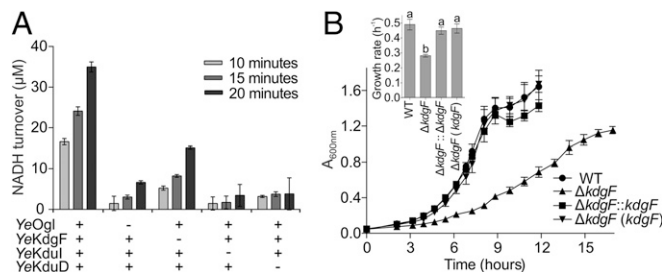 A
NADH turnover (µM)
40
30
20
10
0
10 minutes
15 minutes
20 minutes
YeOgl + - + + +
YeKdgF + + - + +
YeKduI + + + - +
YeKduD + + + + -
B
Growth rate (h⁻¹)
0.5
0.4
0.3
0.2
0.1
0
a
b
a
a
WT
ΔkdgF
ΔkdgF::ΔkdgF
ΔkdgF (kdgF)
A600nm
1.6
1.2
0.8
0.4
0.0
0 3 6 9 12 15
Time (hours)
WT
ΔkdgF
ΔkdgF::kdgF
ΔkdgF (kdgF)